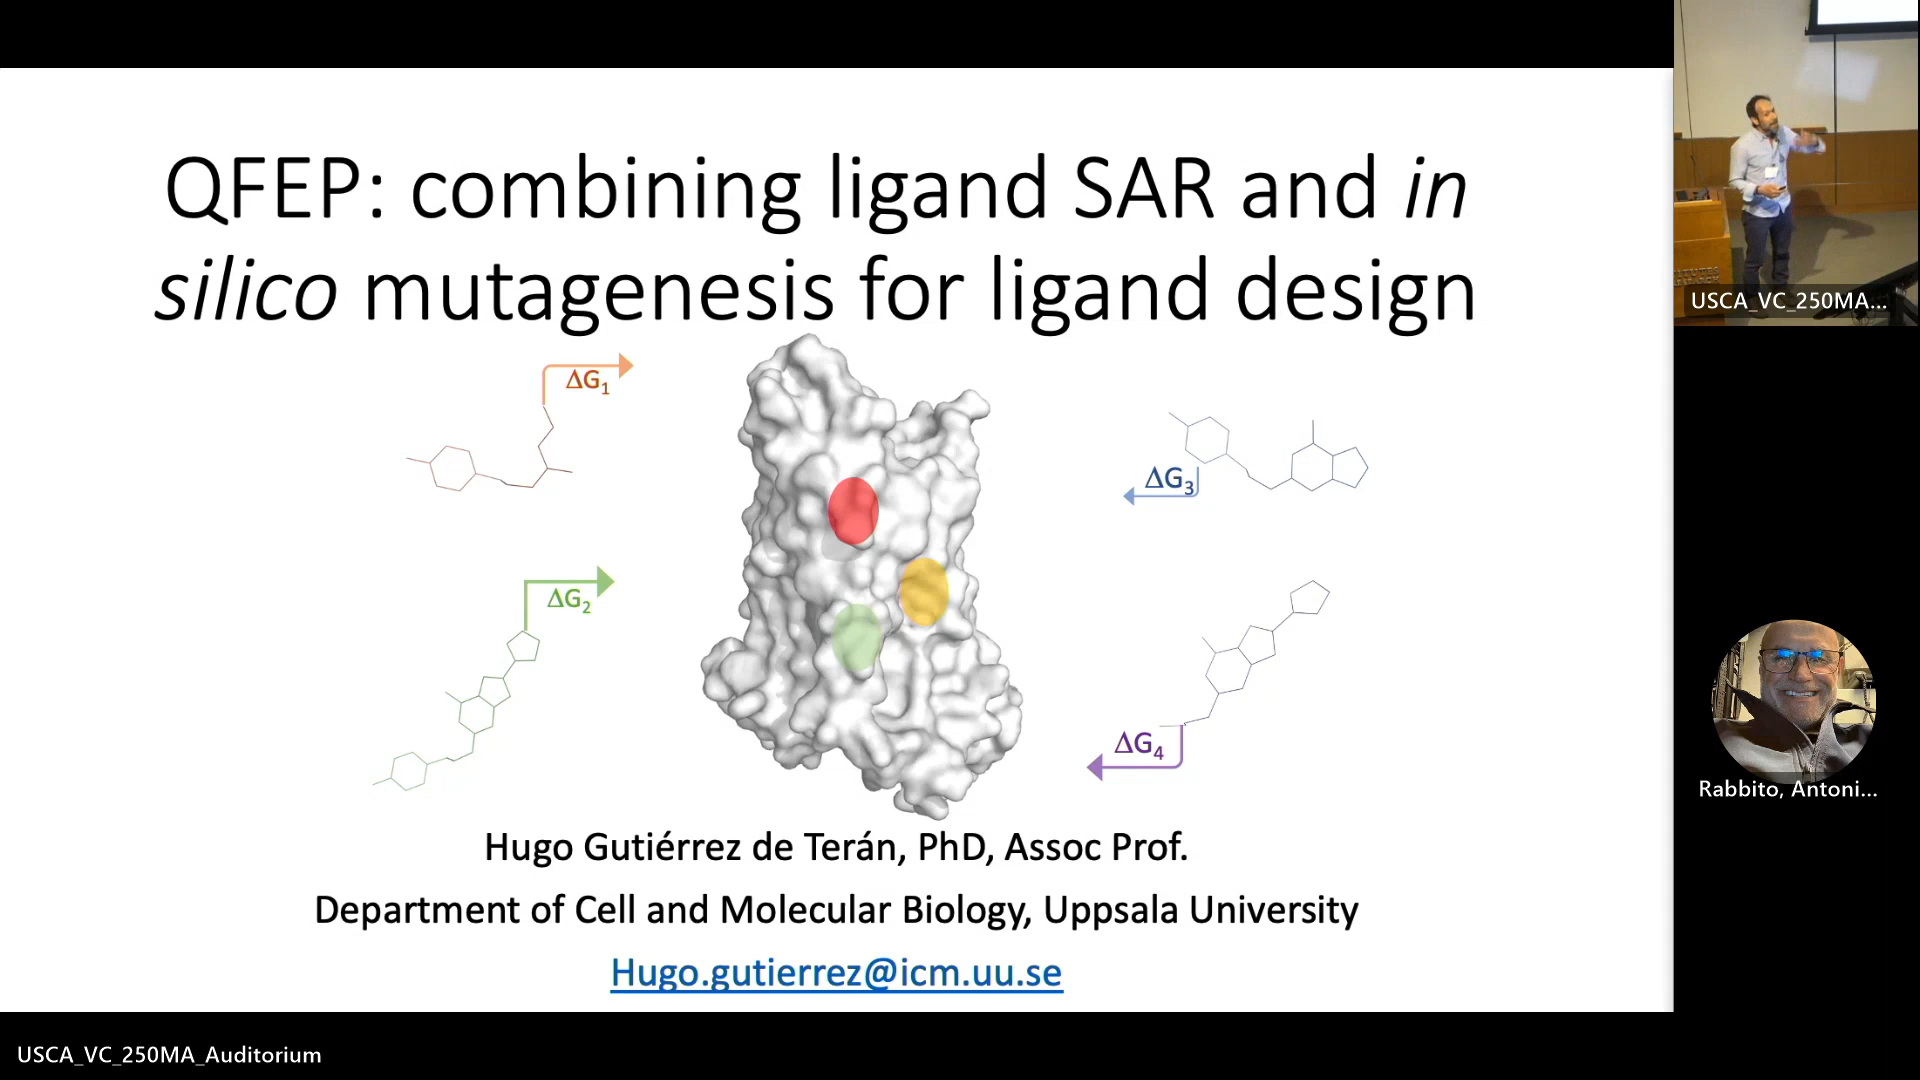 QFEP: combining ligand SAR and in
silico mutagenesis for ligand design
ΔG1
ΔG2
ΔG3
ΔG4
Hugo Gutiérrez de Terán, PhD, Assoc Prof.
Department of Cell and Molecular Biology, Uppsala University
Hugo.gutierrez@icm.uu.se
USCA_VC_250MA...
Rabbito, Antoni...
USCA_VC_250MA_Auditorium